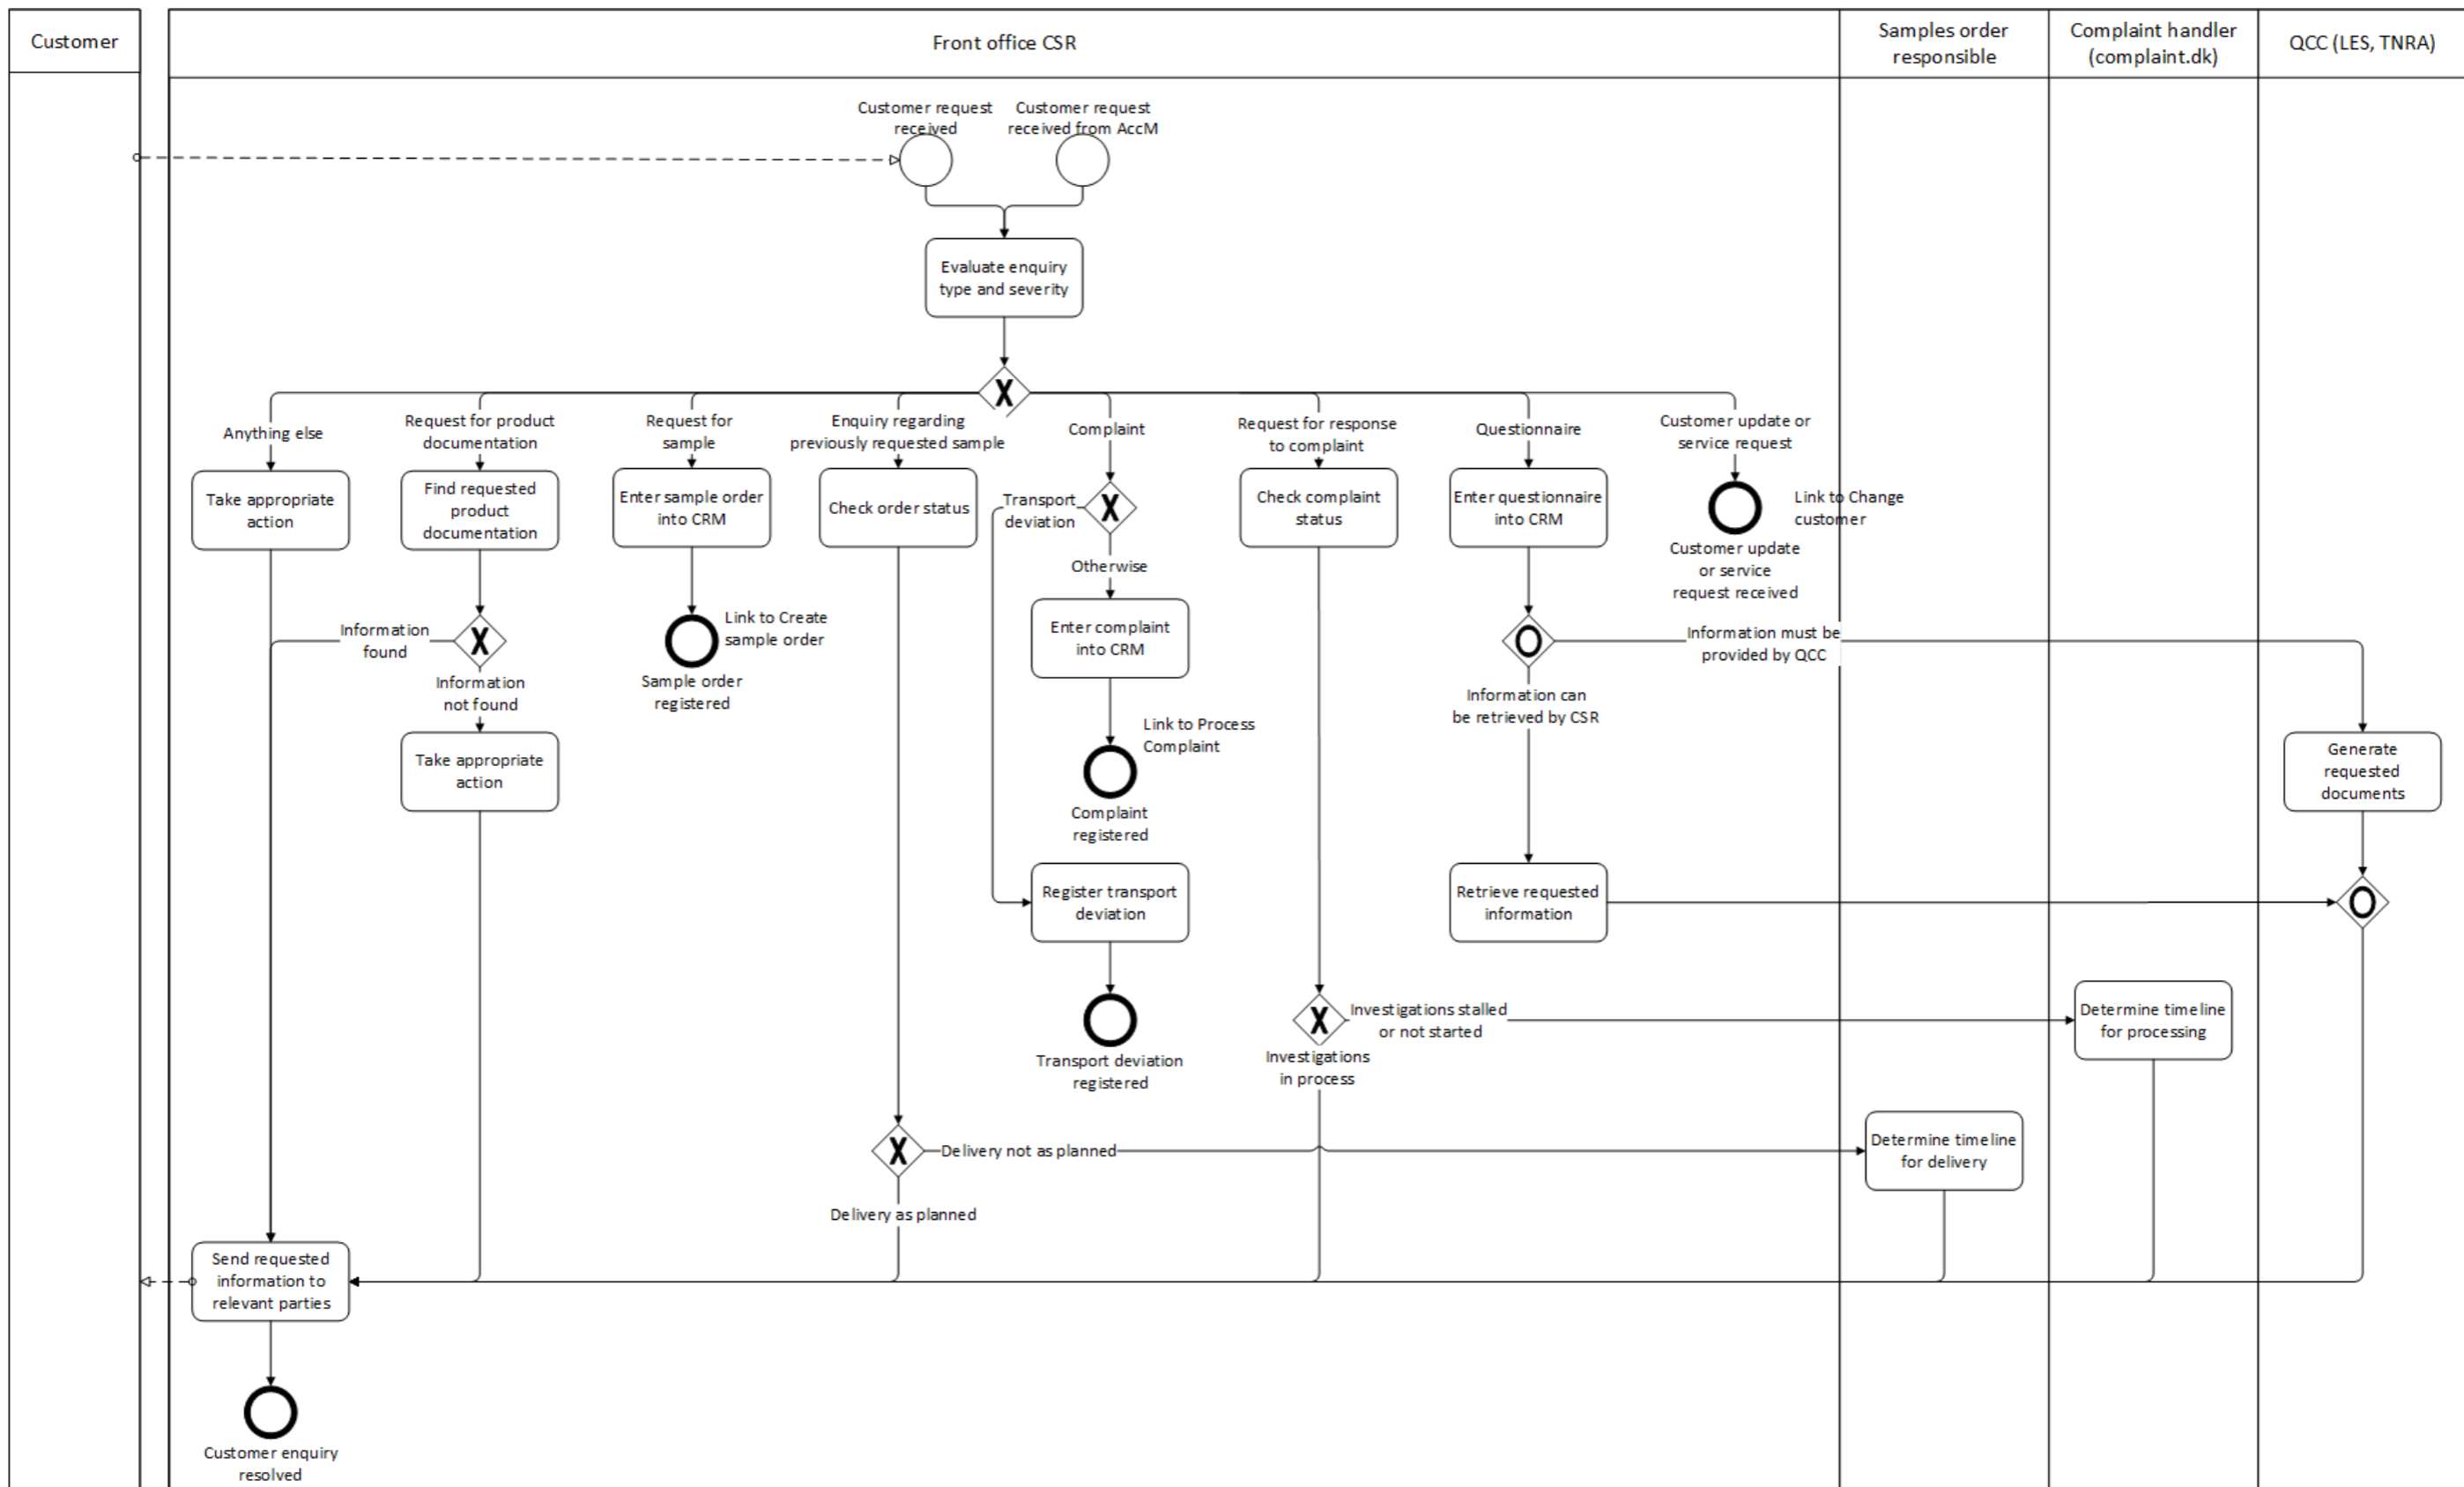 Customer
Front office CSR
Samples order
responsible
Complaint handler
(complaint.dk)
QCC (LES, TNRA)
Customer request
received
Customer request
received from AccM
Evaluate enquiry
type and severity
X
Anything else
Request for product
documentation
Request for
sample
Enquiry regarding
previously requested sample
Complaint
Request for response
to complaint
Questionnaire
Customer update or
service request
Take appropriate
action
Find requested
product
documentation
Enter sample order
into CRM
Check order status
Transport
deviation
X
Check complaint
status
Enter questionnaire
into CRM
Link to Change
customer
Customer update
or service
request received
Otherwise
Information
found
X
Information
not found
Link to Create
sample order
Sample order
registered
Enter complaint
into CRM
Information must be
provided by QCC
Information can
be retrieved by CSR
Take appropriate
action
Link to Process
Complaint
Complaint
registered
Generate
requested
documents
Register transport
deviation
Retrieve requested
information
Transport deviation
registered
X
Investigations stalled
or not started
Investigations
in process
Determine timeline
for processing
X
Delivery not as planned
Determine timeline
for delivery
Delivery as planned
Send requested
information to
relevant parties
Customer enquiry
resolved